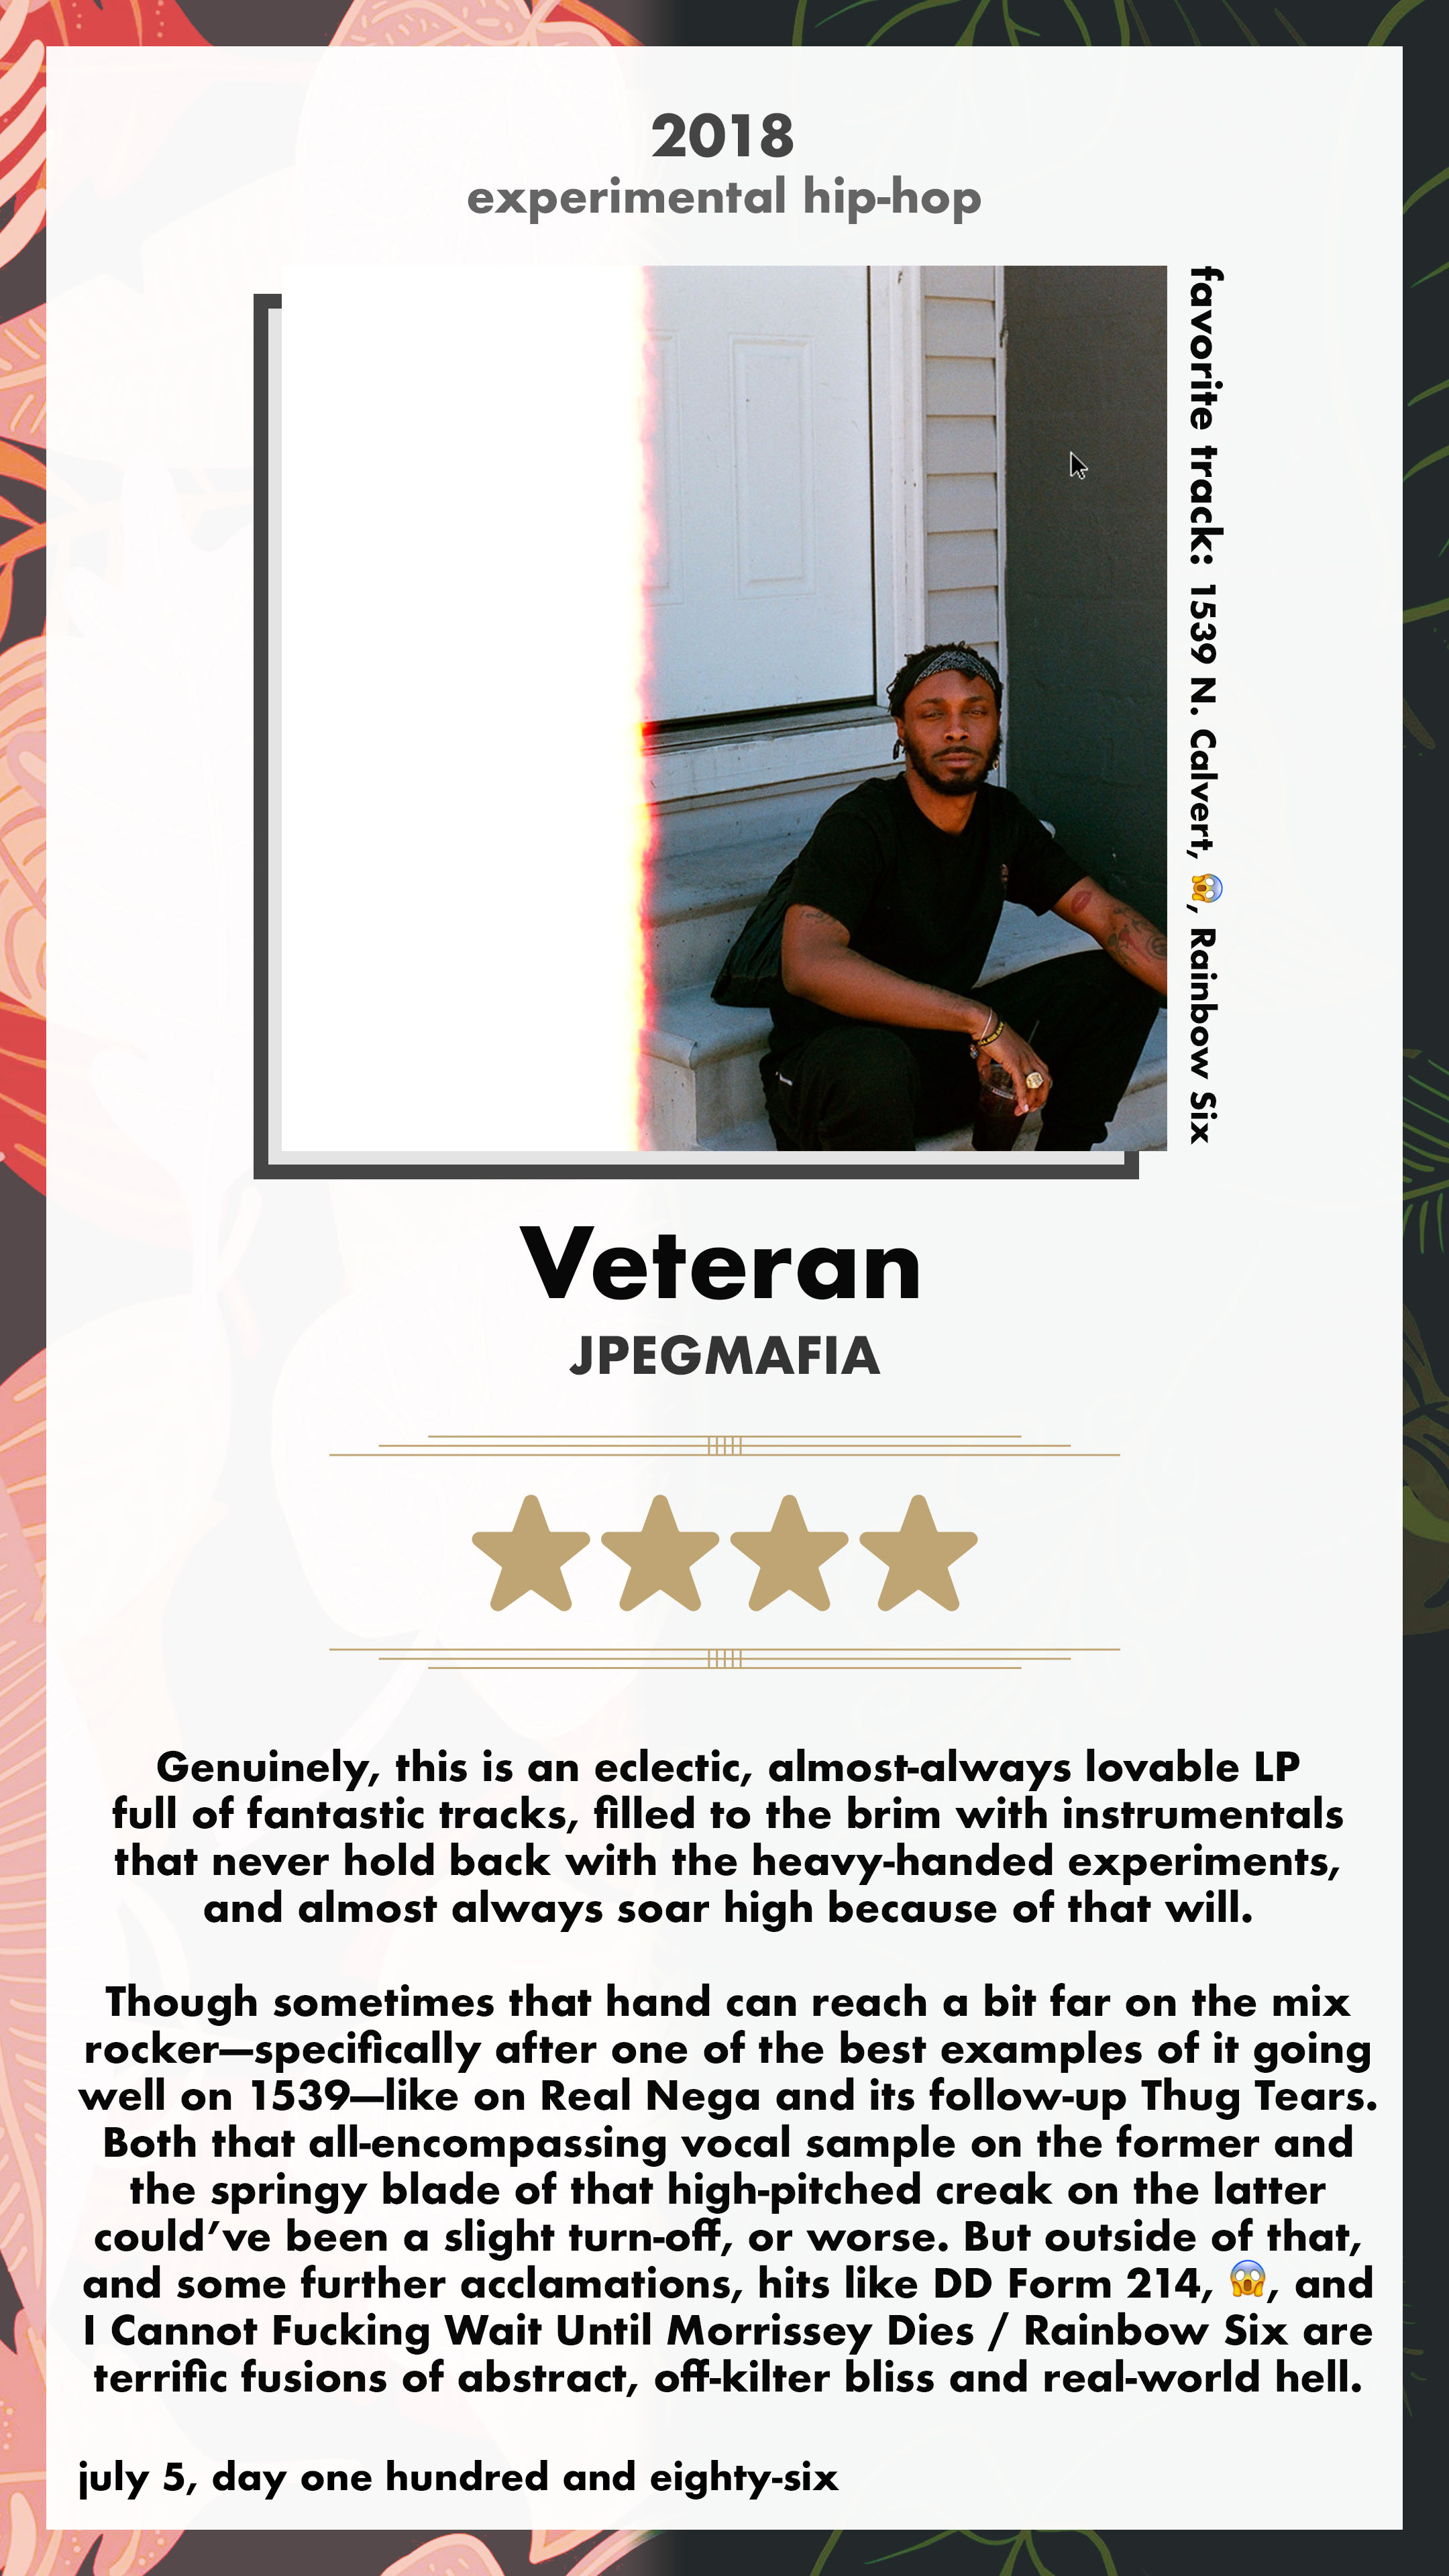 2018
experimental hip-hop
favorite track: 1539 N. Calvert, 😱, Rainbow Six
Veteran
JPEGMAFIA
Genuinely, this is an eclectic, almost-always lovable LP
full of fantastic tracks, filled to the brim with instrumentals
that never hold back with the heavy-handed experiments,
and almost always soar high because of that will.
Though sometimes that hand can reach a bit far on the mix
rocker—specifically after one of the best examples of it going
well on 1539—like on Real Nega and its follow-up Thug Tears.
Both that all-encompassing vocal sample on the former and
the springy blade of that high-pitched creak on the latter
could’ve been a slight turn-off, or worse. But outside of that,
and some further acclamations, hits like DD Form 214, 😱, and
I Cannot Fucking Wait Until Morrissey Dies / Rainbow Six are
terrific fusions of abstract, off-kilter bliss and real-world hell.
july 5, day one hundred and eighty-six